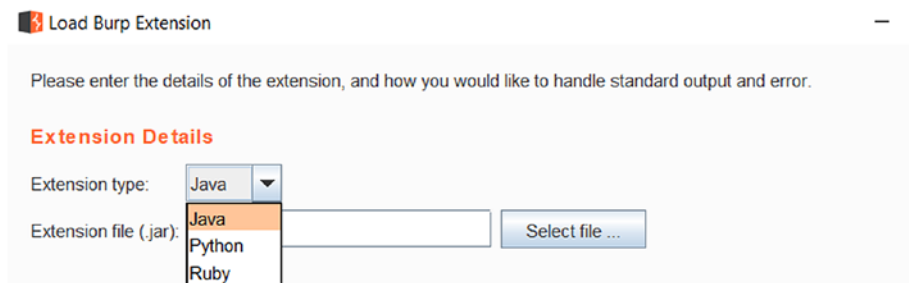 Load Burp Extension
Please enter the details of the extension, and how you would like to handle standard output and error.
Extension Details
Extension type: Java
Java
Extension file (.jar): Select file ...
Python
Ruby